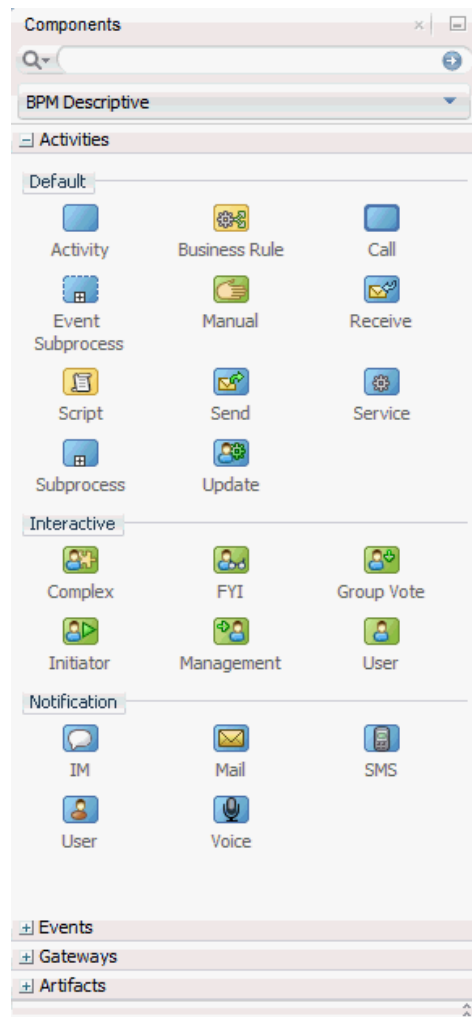 Components
BPM Descriptive
Activities
Default
Activity Business Rule Call
Event Subprocess Manual Receive
Script Send Service
Subprocess Update
Interactive
Complex FYI Group Vote
Initiator Management User
Notification
IM Mail SMS
User Voice
Events
Gateways
Artifacts